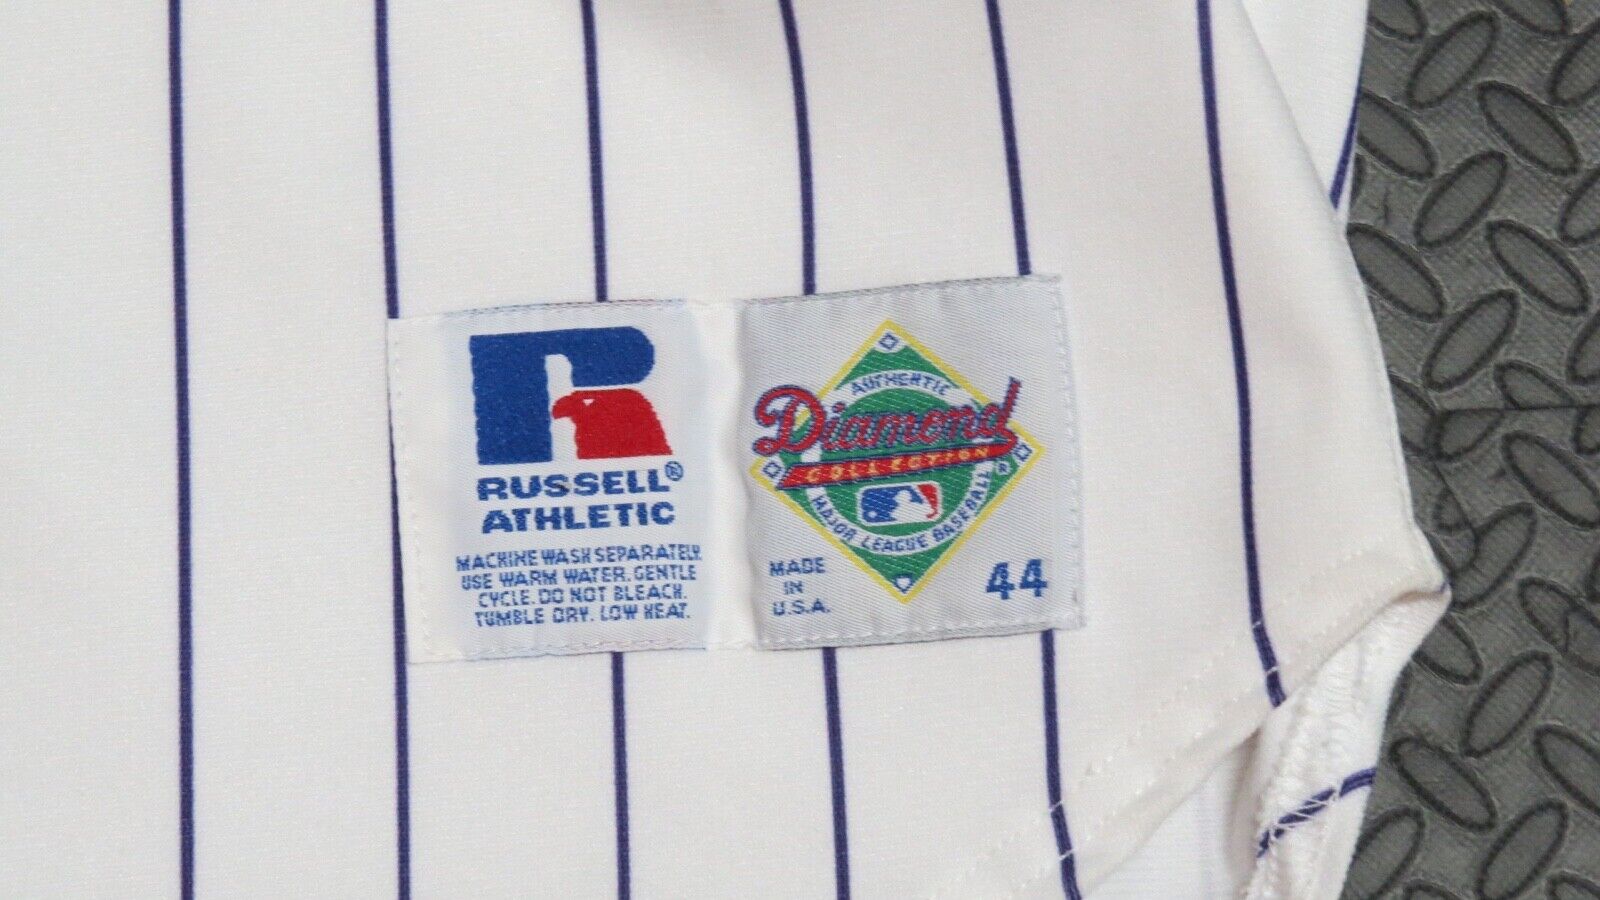 RUSSELL®
ATHLETIC
MACHINE WASH SEPARATELY.
USE WARM WATER. GENTLE
CYCLE. DO NOT BLEACH.
TUMBLE DRY. LOW HEAT.
AUTHENTIC
Diamond
COLLECTION
®
MAJOR LEAGUE BASEBALL
MADE
IN
U.S.A.
44